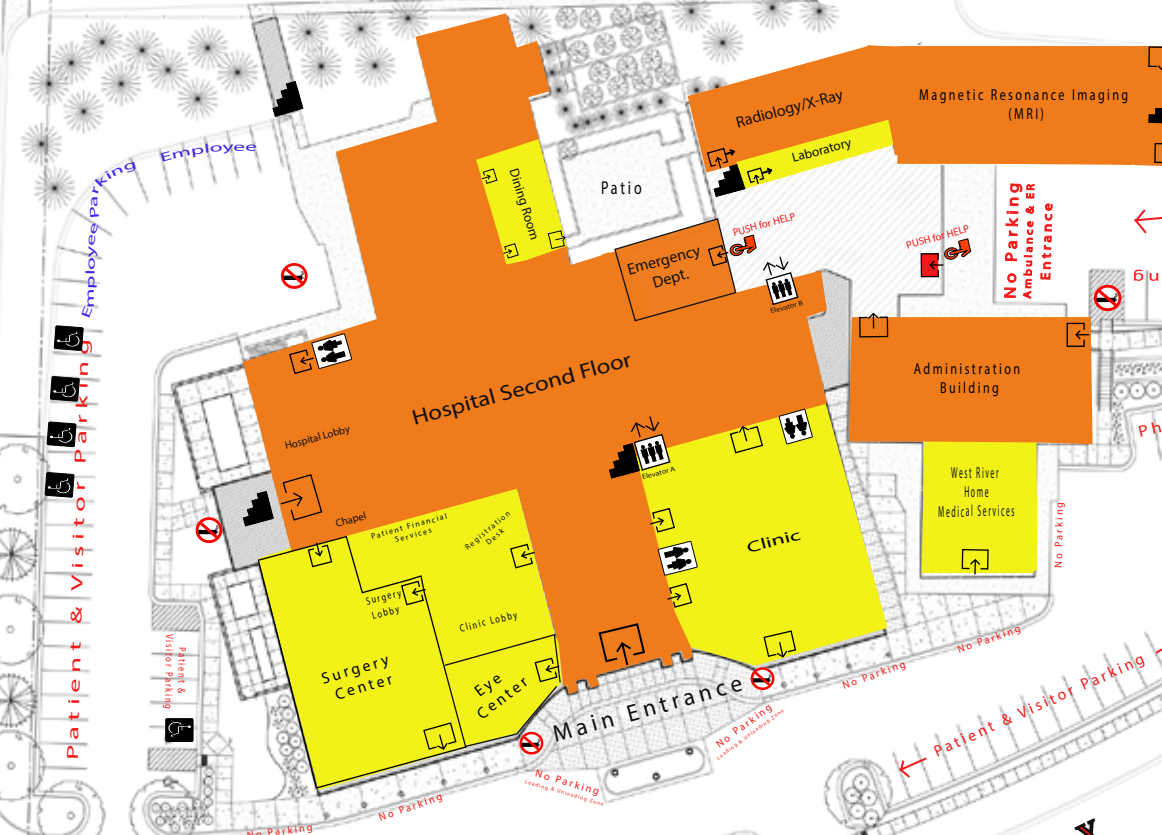 Employee Parking
Employee
Radiology/X-Ray
Magnetic Resonance Imaging
(MRI)
Laboratory
Dining Room
Patio
PUSH for HELP
PUSH for HELP
No Parking
Ambulance & ER
Entrance
Emergency
Dept.
Elevator B
Hospital Second Floor
Administration
Building
Hospital Lobby
Elevator A
Patient & Visitor Parking
Chapel
Patient Financial
Services
Registration
Desk
Clinic
West River
Home
Medical Services
No Parking
Ph
Surgery
Lobby
Clinic Lobby
Surgery
Center
Eye
Center
Patient &
Visitor Parking
Main Entrance
No Parking
No Parking
No Parking
Loading & Unloading Zone
No Parking
Loading & Unloading Zone
No Parking
No Parking
Patient & Visitor Parking